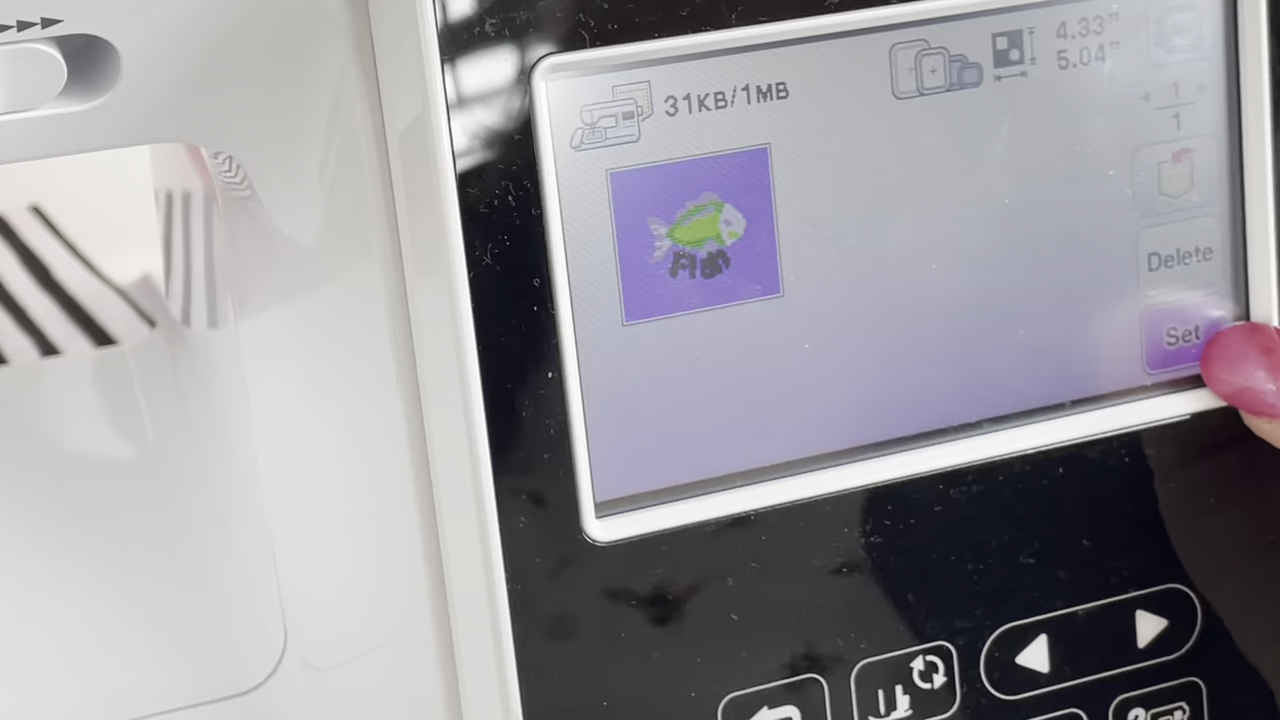 31KB/1MB
4.33"
5.04"
1
1
Delete
Set